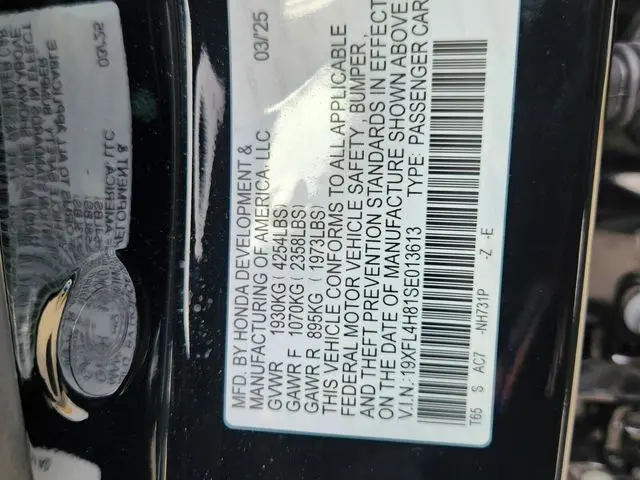 MFD. BY HONDA DEVELOPMENT & 03/'25
MANUFACTURING OF AMERICA, LLC
GVWR 1930KG ( 4254LBS)
GAWR F 1070KG ( 2358LBS)
GAWR R 895KG ( 1973LBS)
THIS VEHICLE CONFORMS TO ALL APPLICABLE
FEDERAL MOTOR VEHICLE SAFETY, BUMPER,
AND THEFT PREVENTION STANDARDS IN EFFECT
ON THE DATE OF MANUFACTURE SHOWN ABOVE
V.I.N.: 19XFL4H81SE013613 TYPE: PASSENGER CAR
T65 S AC7 -NH731P -Z -E